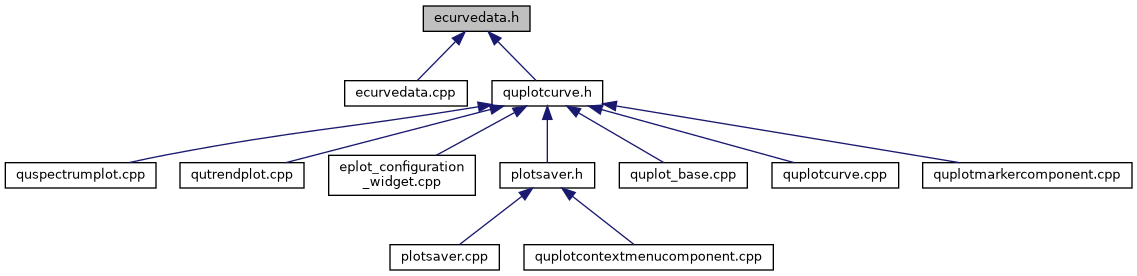 ecurvedata.h
ecurvedata.cpp
quplotcurve.h
quspectrumplot.cpp
qutrendplot.cpp
eplot_configuration
_widget.cpp
plotsaver.h
quplot_base.cpp
quplotcurve.cpp
quplotmarkercomponent.cpp
plotsaver.cpp
quplotcontextmenucomponent.cpp